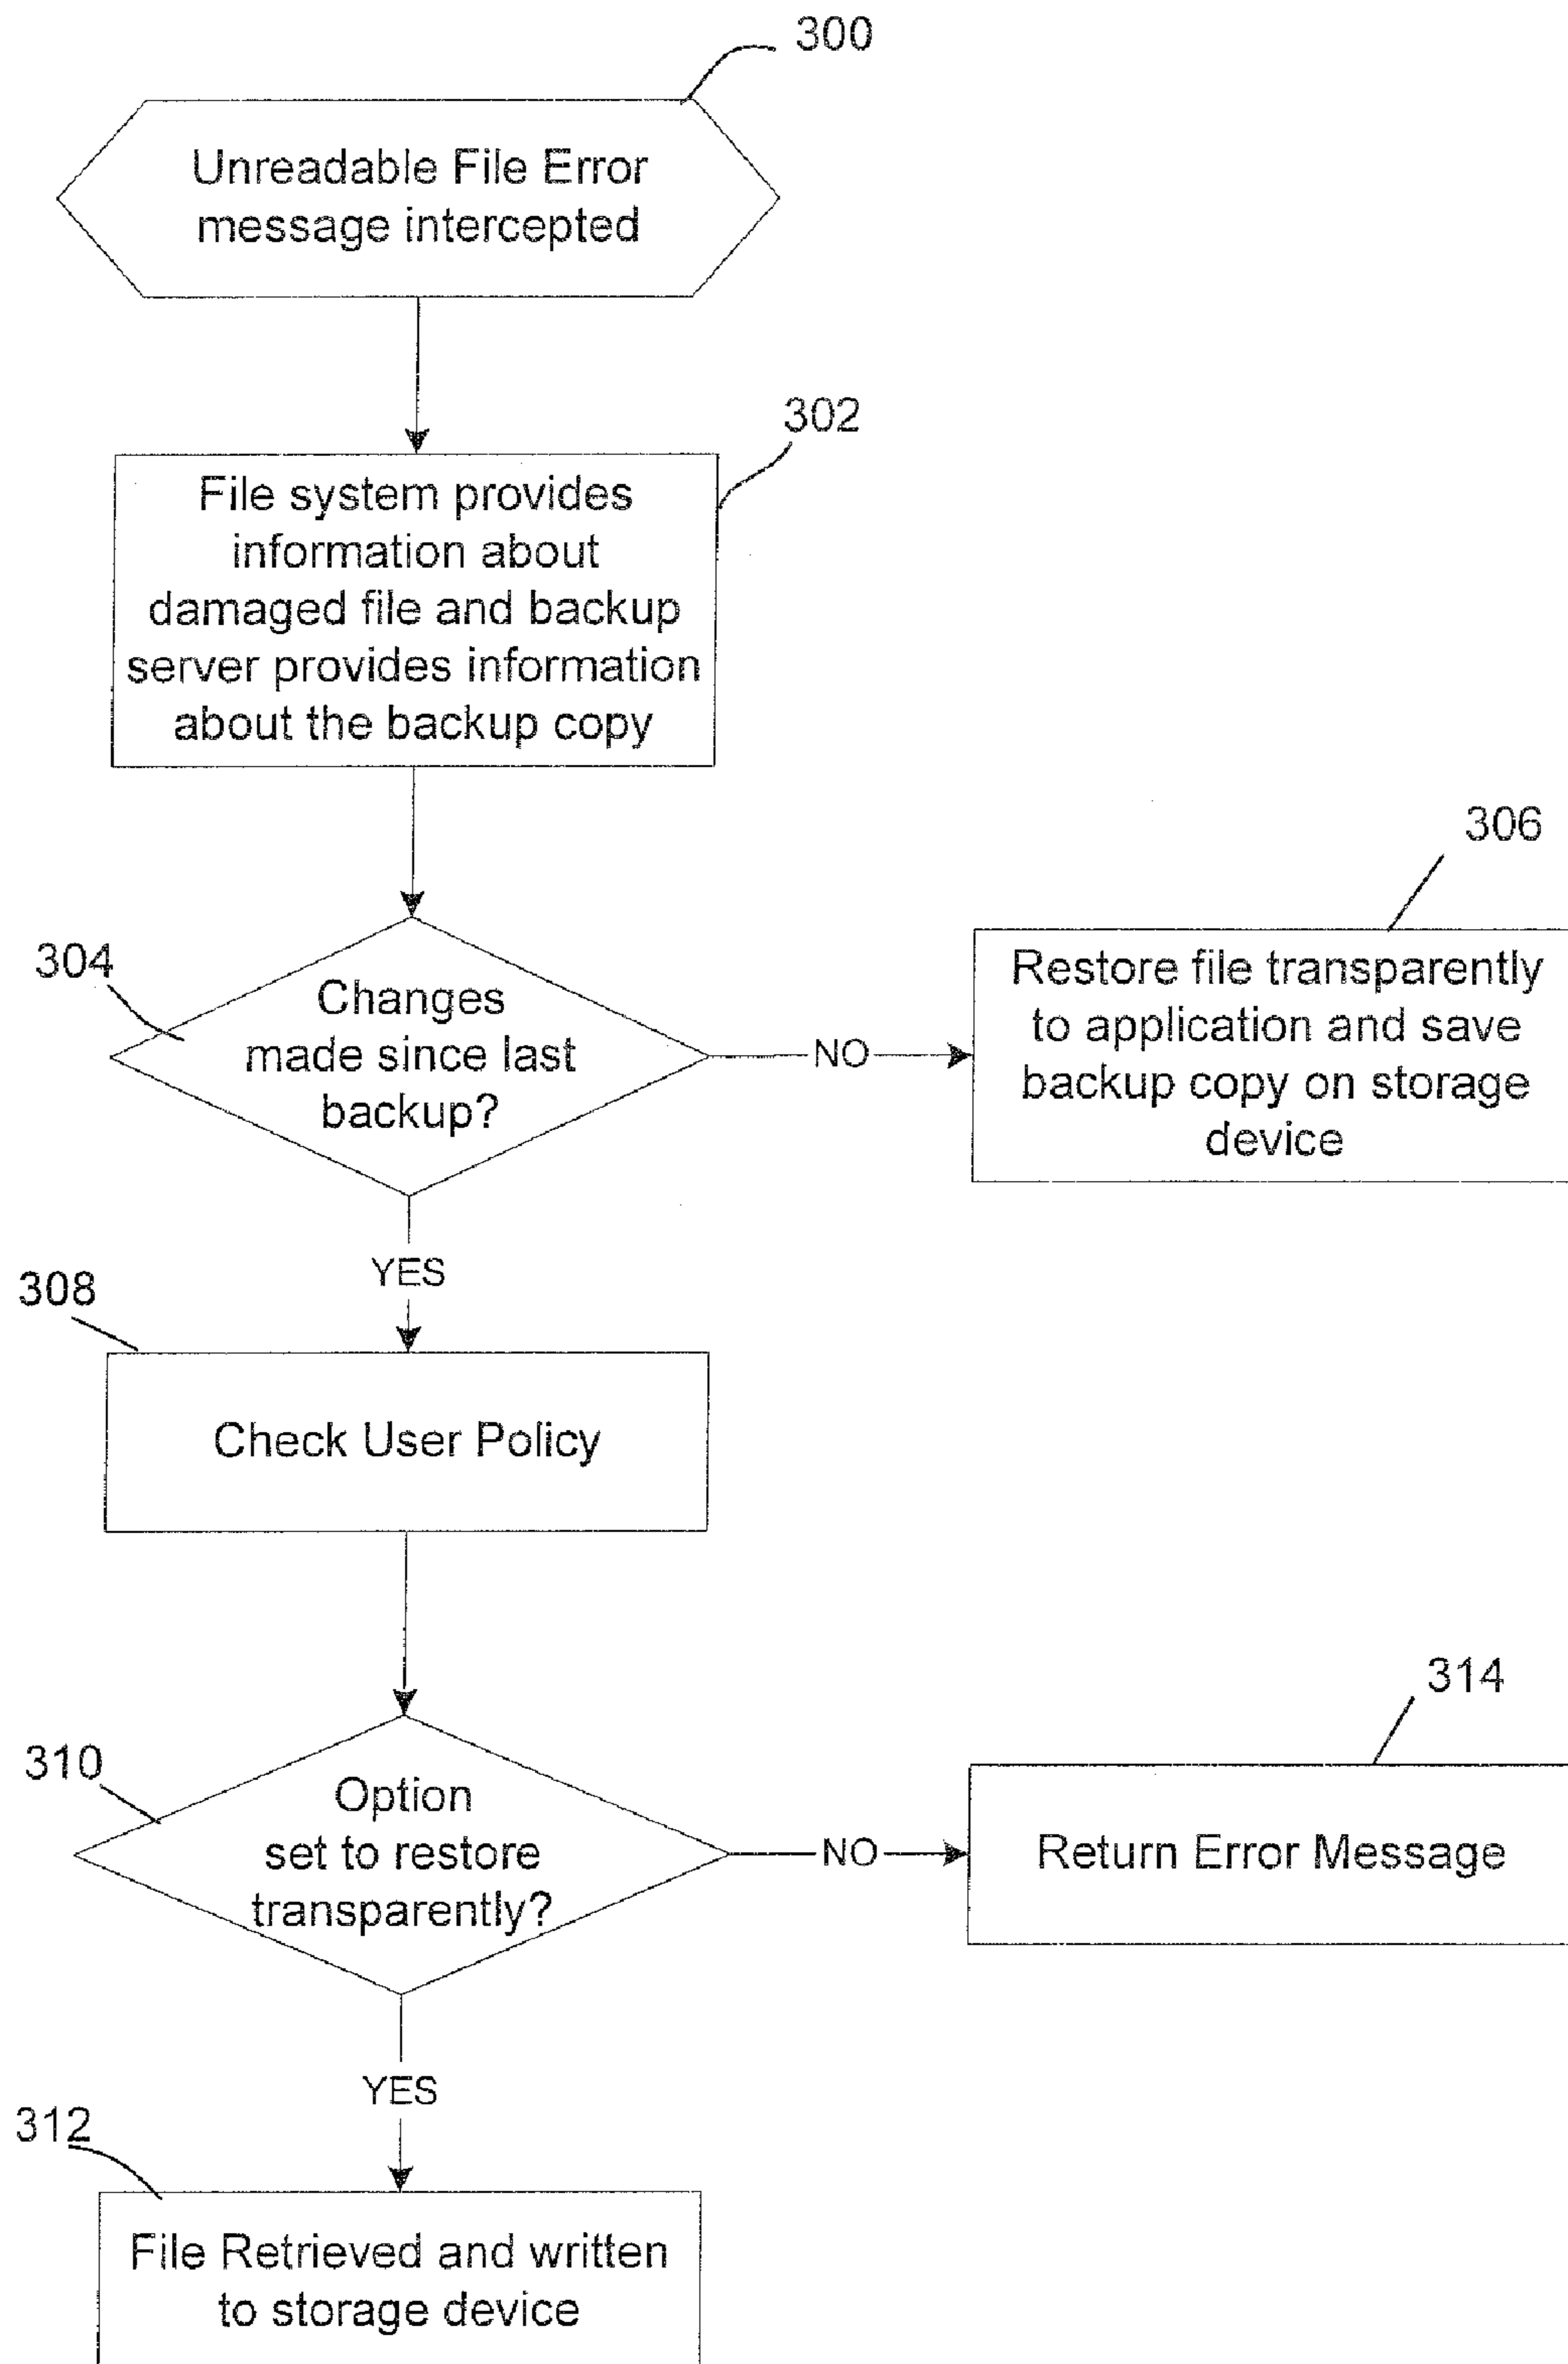 300
Unreadable File Error
message intercepted
302
File system provides
information about
damaged file and backup
server provides information
about the backup copy
304
Changes
made since last
backup?
NO
306
Restore file transparently
to application and save
backup copy on storage
device
YES
308
Check User Policy
310
Option
set to restore
transparently?
NO
314
Return Error Message
YES
312
File Retrieved and written
to storage device